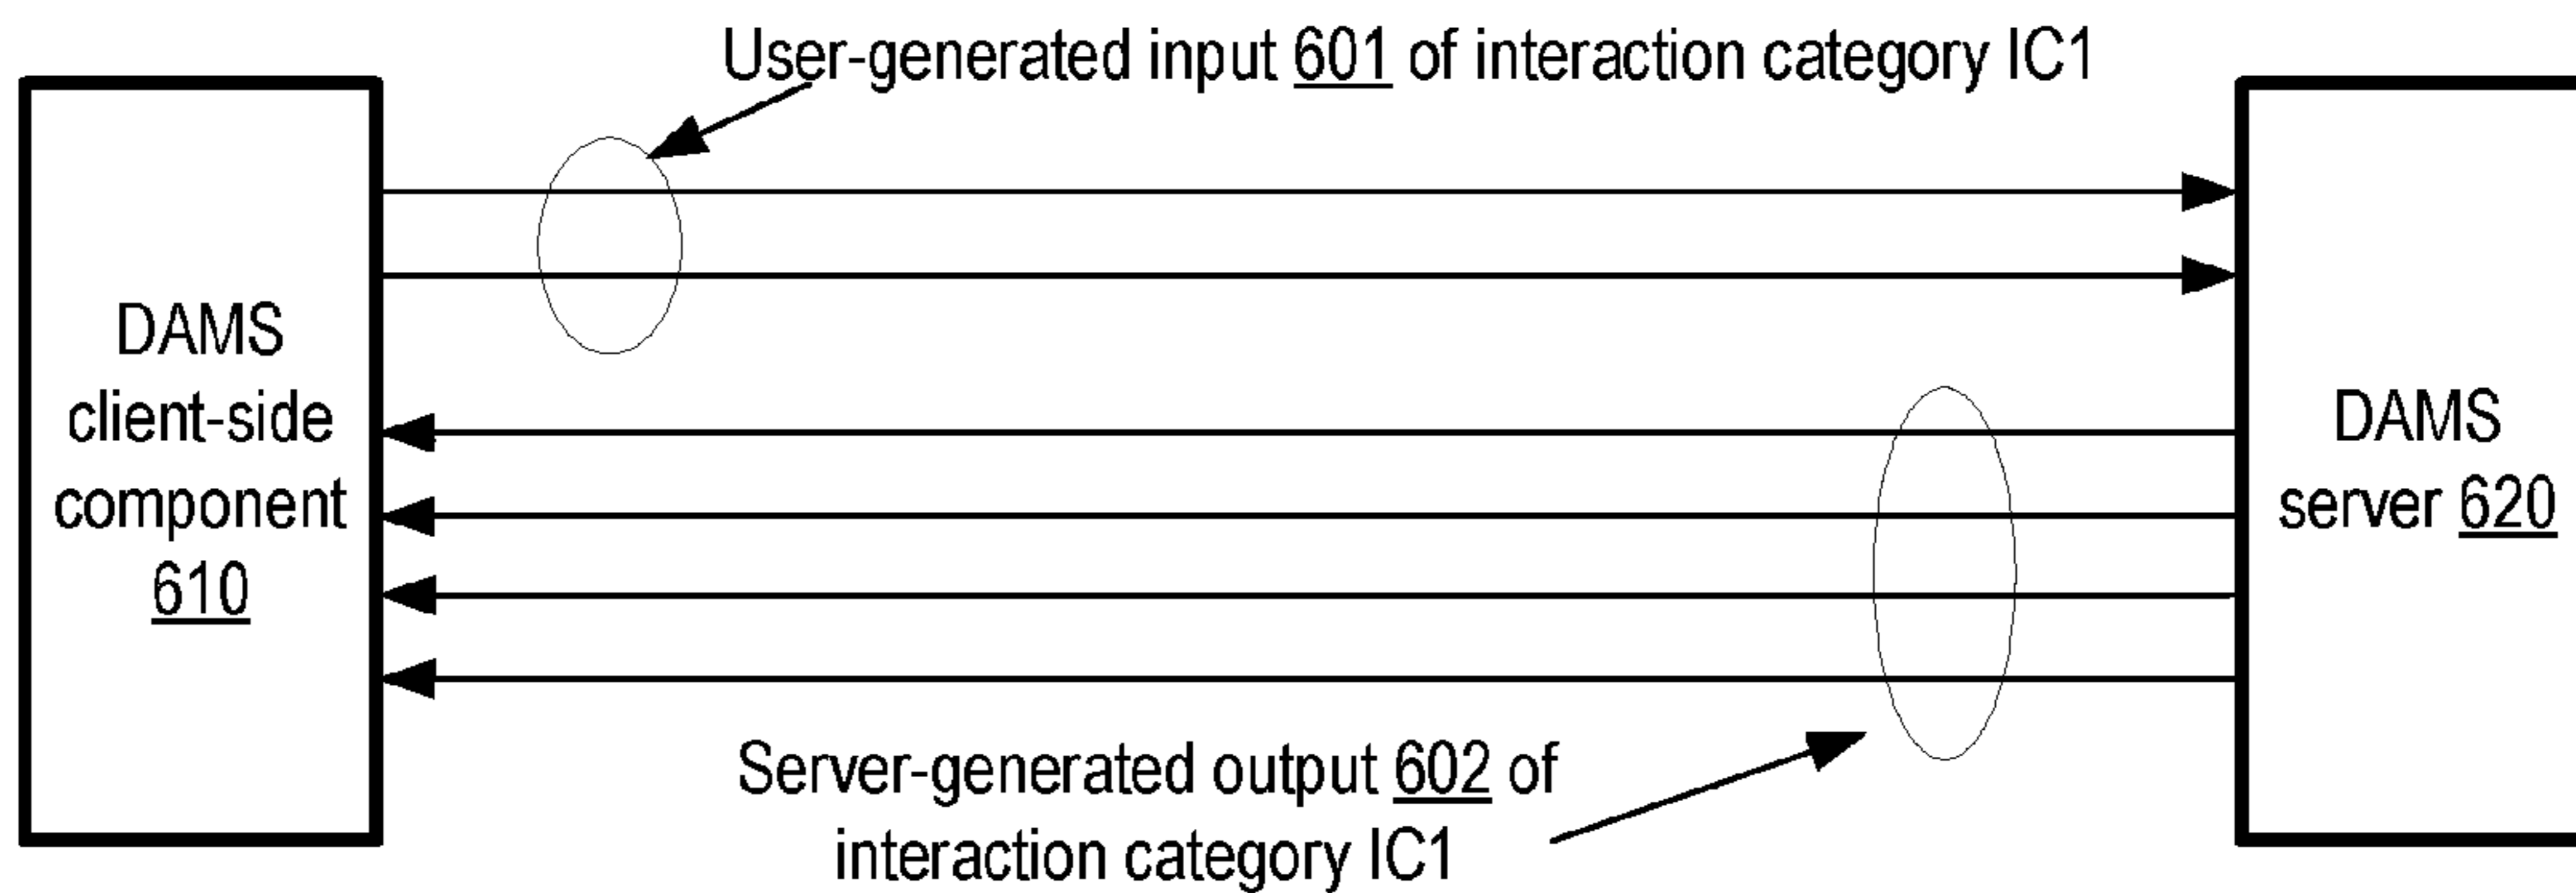 User-generated input 601 of interaction category IC1
DAMS
client-side
component
610
DAMS
server 620
Server-generated output 602 of
interaction category IC1